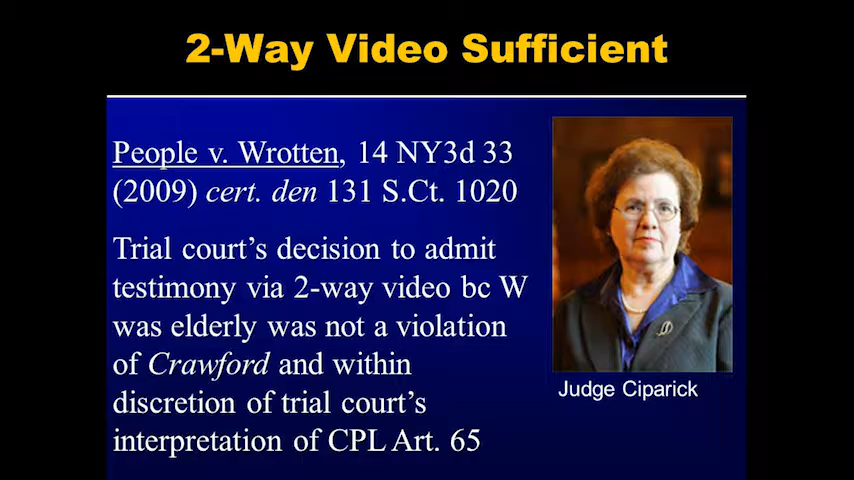 2-Way Video Sufficient
People v. Wrotten, 14 NY3d 33
(2009) cert. den 131 S.Ct. 1020
Trial court’s decision to admit
testimony via 2-way video bc W
was elderly was not a violation
of Crawford and within
discretion of trial court’s
interpretation of CPL Art. 65
Judge Ciparick